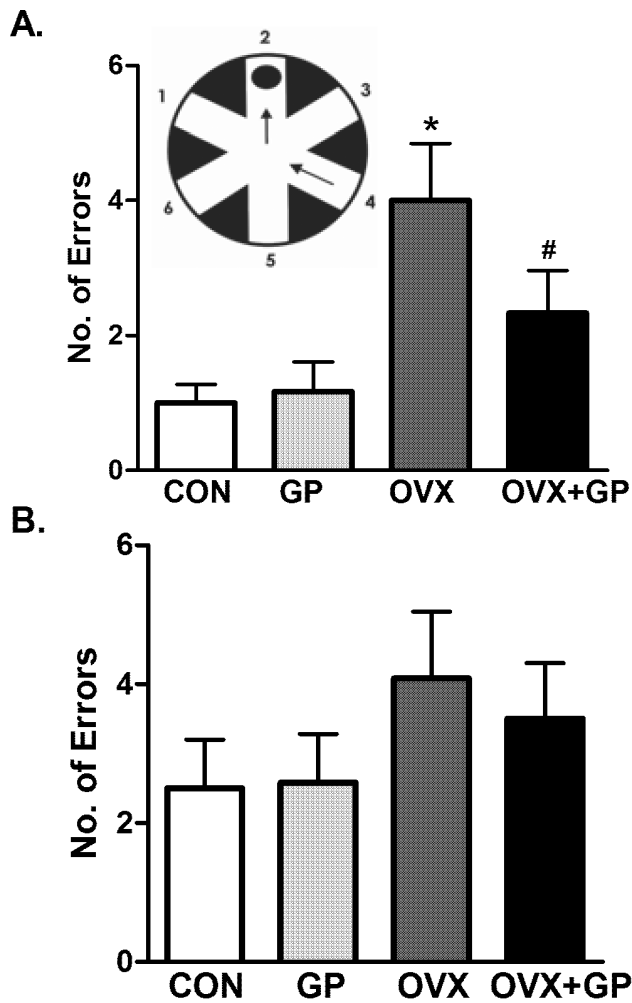 A.
No. of Errors
6
4
2
0
1
2
3
4
5
6
*
#
CON GP OVX OVX+GP
B.
No. of Errors
6
4
2
0
CON GP OVX OVX+GP